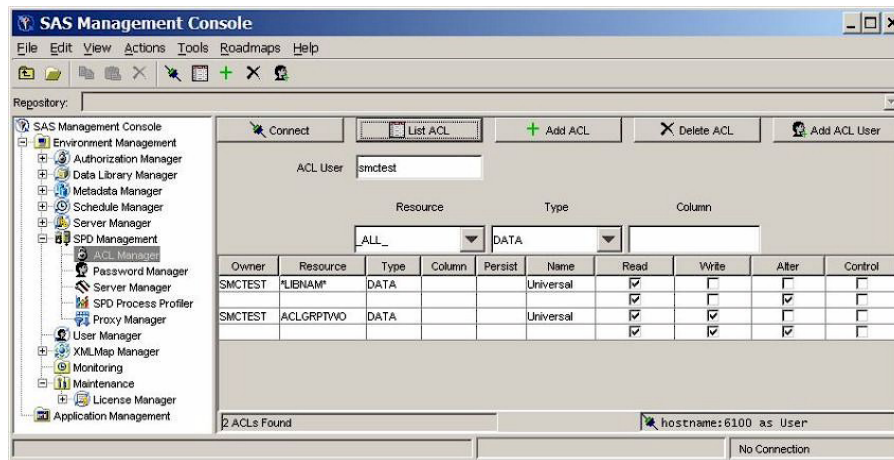 SAS Management Console
File Edit View Actions Tools Roadmaps Help
Repository:
SAS Management Console
Environment Management
Authorization Manager
Data Library Manager
Metadata Manager
Schedule Manager
Server Manager
SPD Management
ACL Manager
Password Manager
Server Manager
SPD Process Profiler
Proxy Manager
User Manager
XMLMap Manager
Monitoring
Maintenance
License Manager
Application Management
Connect List ACL Add ACL Delete ACL Add ACL User
ACL User smctest
Resource Type Column
_ALL_ DATA
Owner Resource Type Column Persist Name Read Write Alter Control
SMCTEST *LIBNAM* DATA Universal
SMCTEST ACLGRPTWO DATA Universal
2 ACLs Found hostname:6100 as User
No Connection